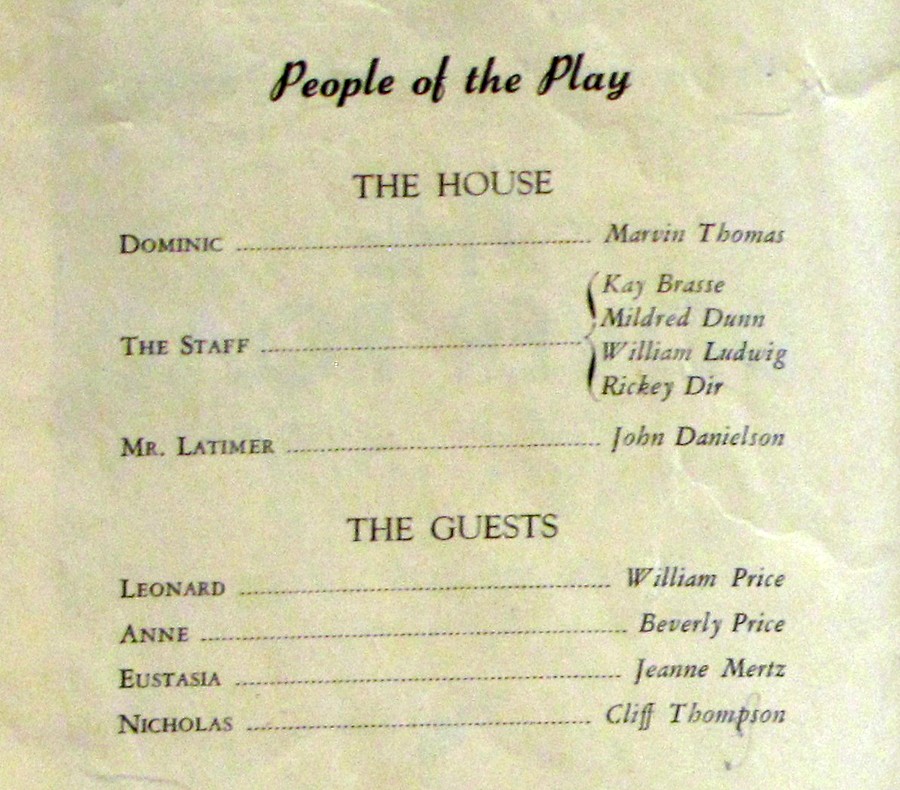 People of the Play
THE HOUSE
DOMINIC ........ Marvin Thomas
Kay Brasse
Mildred Dunn
THE STAFF ........ William Ludwig
Rickey Dir
MR. LATIMER ........ John Danielson
THE GUESTS
LEONARD ........ William Price
ANNE ........ Beverly Price
EUSTASIA ........ Jeanne Mertz
NICHOLAS ........ Cliff Thompson